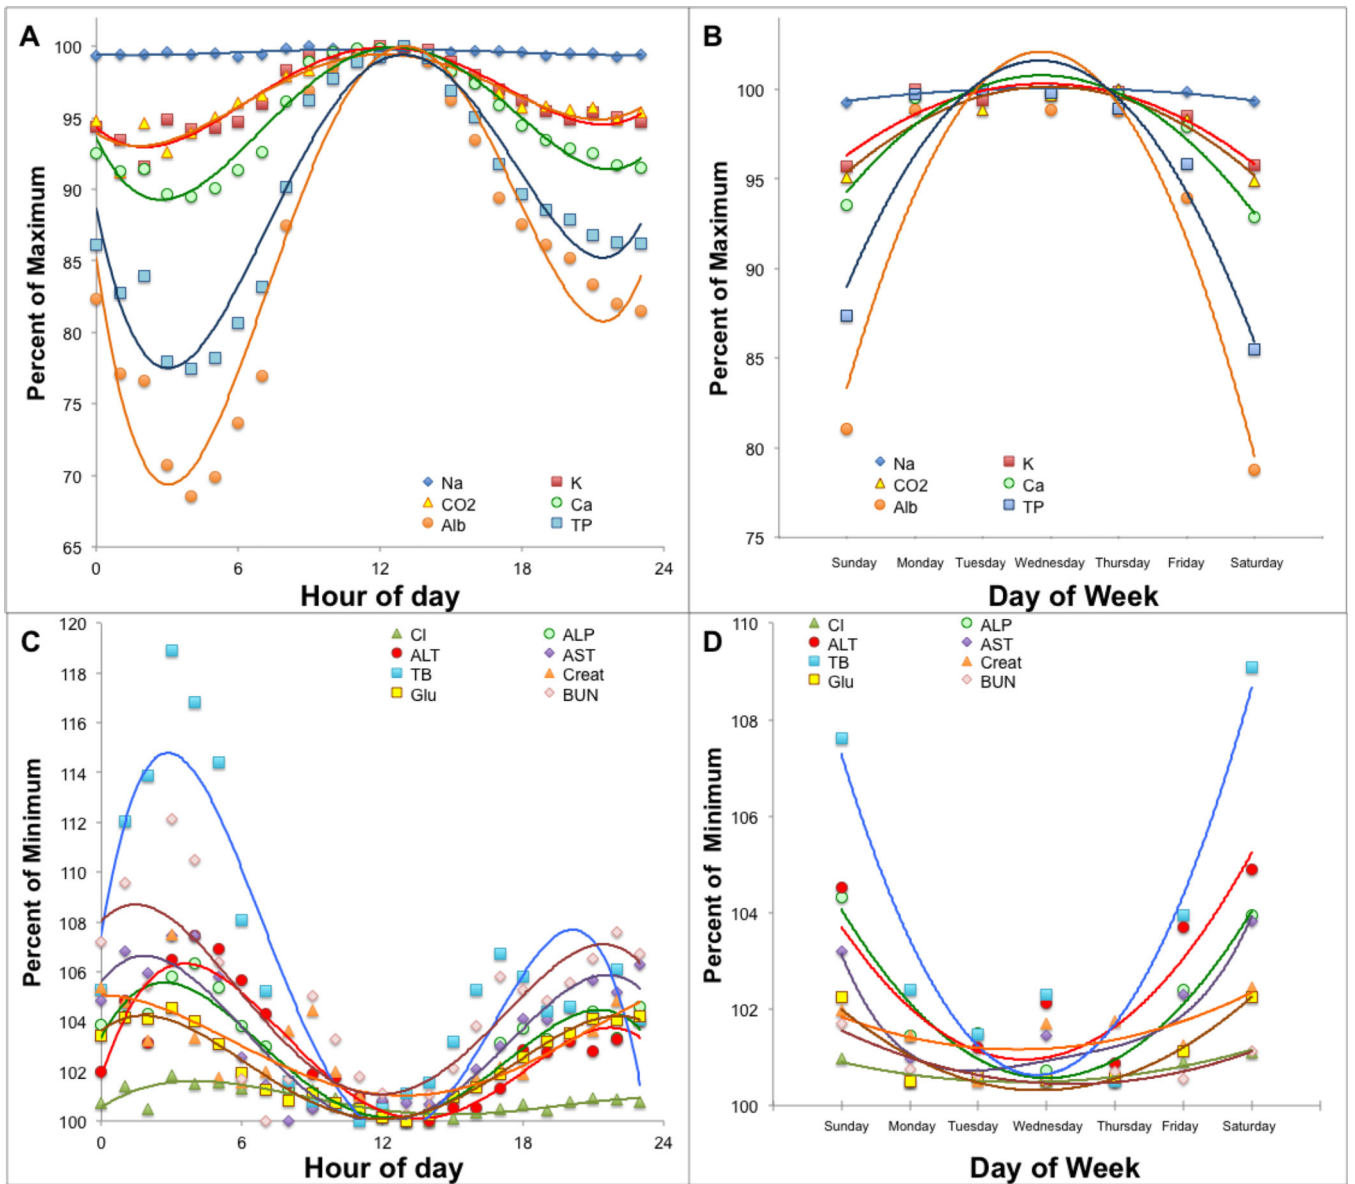 A
Percent of Maximum
100
95
90
85
80
75
70
65
Na K
CO2 Ca
Alb TP
0 6 12 18 24
Hour of day
B
Percent of Maximum
100
95
90
85
80
75
Na K
CO2 Ca
Alb TP
Sunday Monday Tuesday Wednesday Thursday Friday Saturday
Day of Week
C
Percent of Minimum
120
118
116
114
112
110
108
106
104
102
100
Cl ALP
ALT AST
TB Creat
Glu BUN
0 6 12 18 24
Hour of day
D
Percent of Minimum
110
108
106
104
102
100
Cl ALP
ALT AST
TB Creat
Glu BUN
Sunday Monday Tuesday Wednesday Thursday Friday Saturday
Day of Week